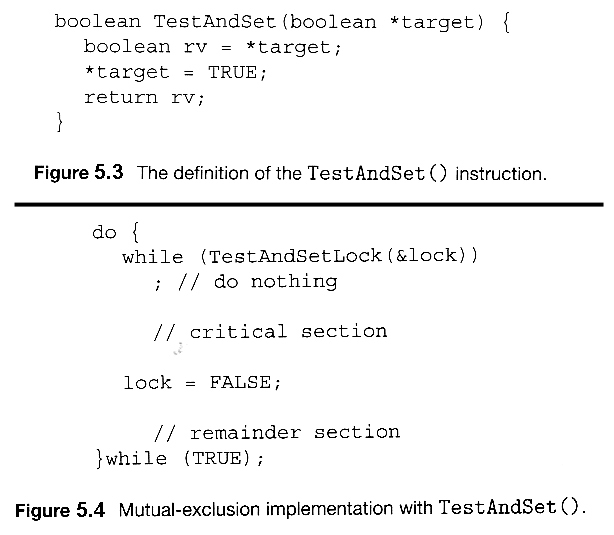 boolean TestAndSet(boolean *target) {
boolean rv = *target;
*target = TRUE;
return rv;
}
Figure 5.3 The definition of the TestAndSet() instruction.
do {
while (TestAndSetLock(&lock))
; // do nothing
// critical section
lock = FALSE;
// remainder section
}while (TRUE);
Figure 5.4 Mutual-exclusion implementation with TestAndSet().